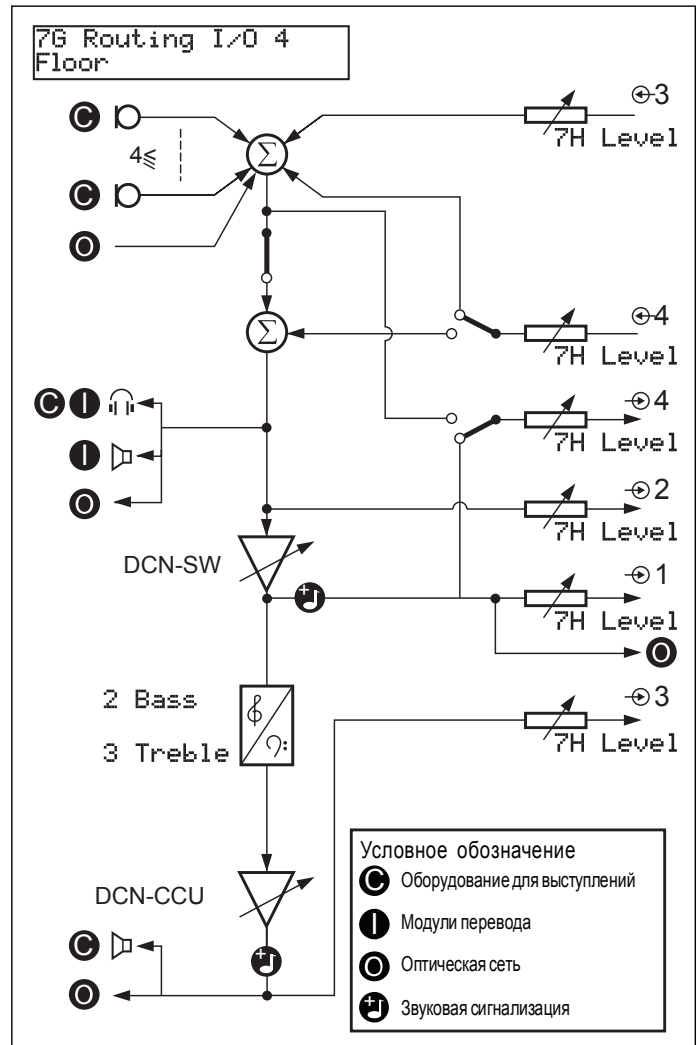 7G Routing I/O 4
Floor
C
3
7H Level
4≤
C
Σ
O
4
7H Level
Σ
4
7H Level
C I
I
O
2
7H Level
DCN-SW
1
7H Level
O
2 Bass
3 Treble
3
7H Level
DCN-CCU
C
O
Условное обозначение
C Оборудование для выступлений
I Модули перевода
O Оптическая сеть
Звуковая сигнализация